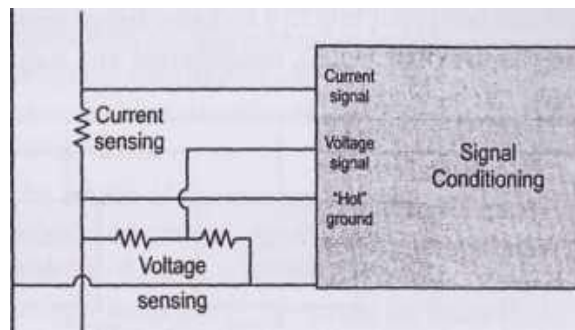 Current
signal
Current
sensing
Voltage
signal
Signal
Conditioning
"Hot"
ground
Voltage
sensing